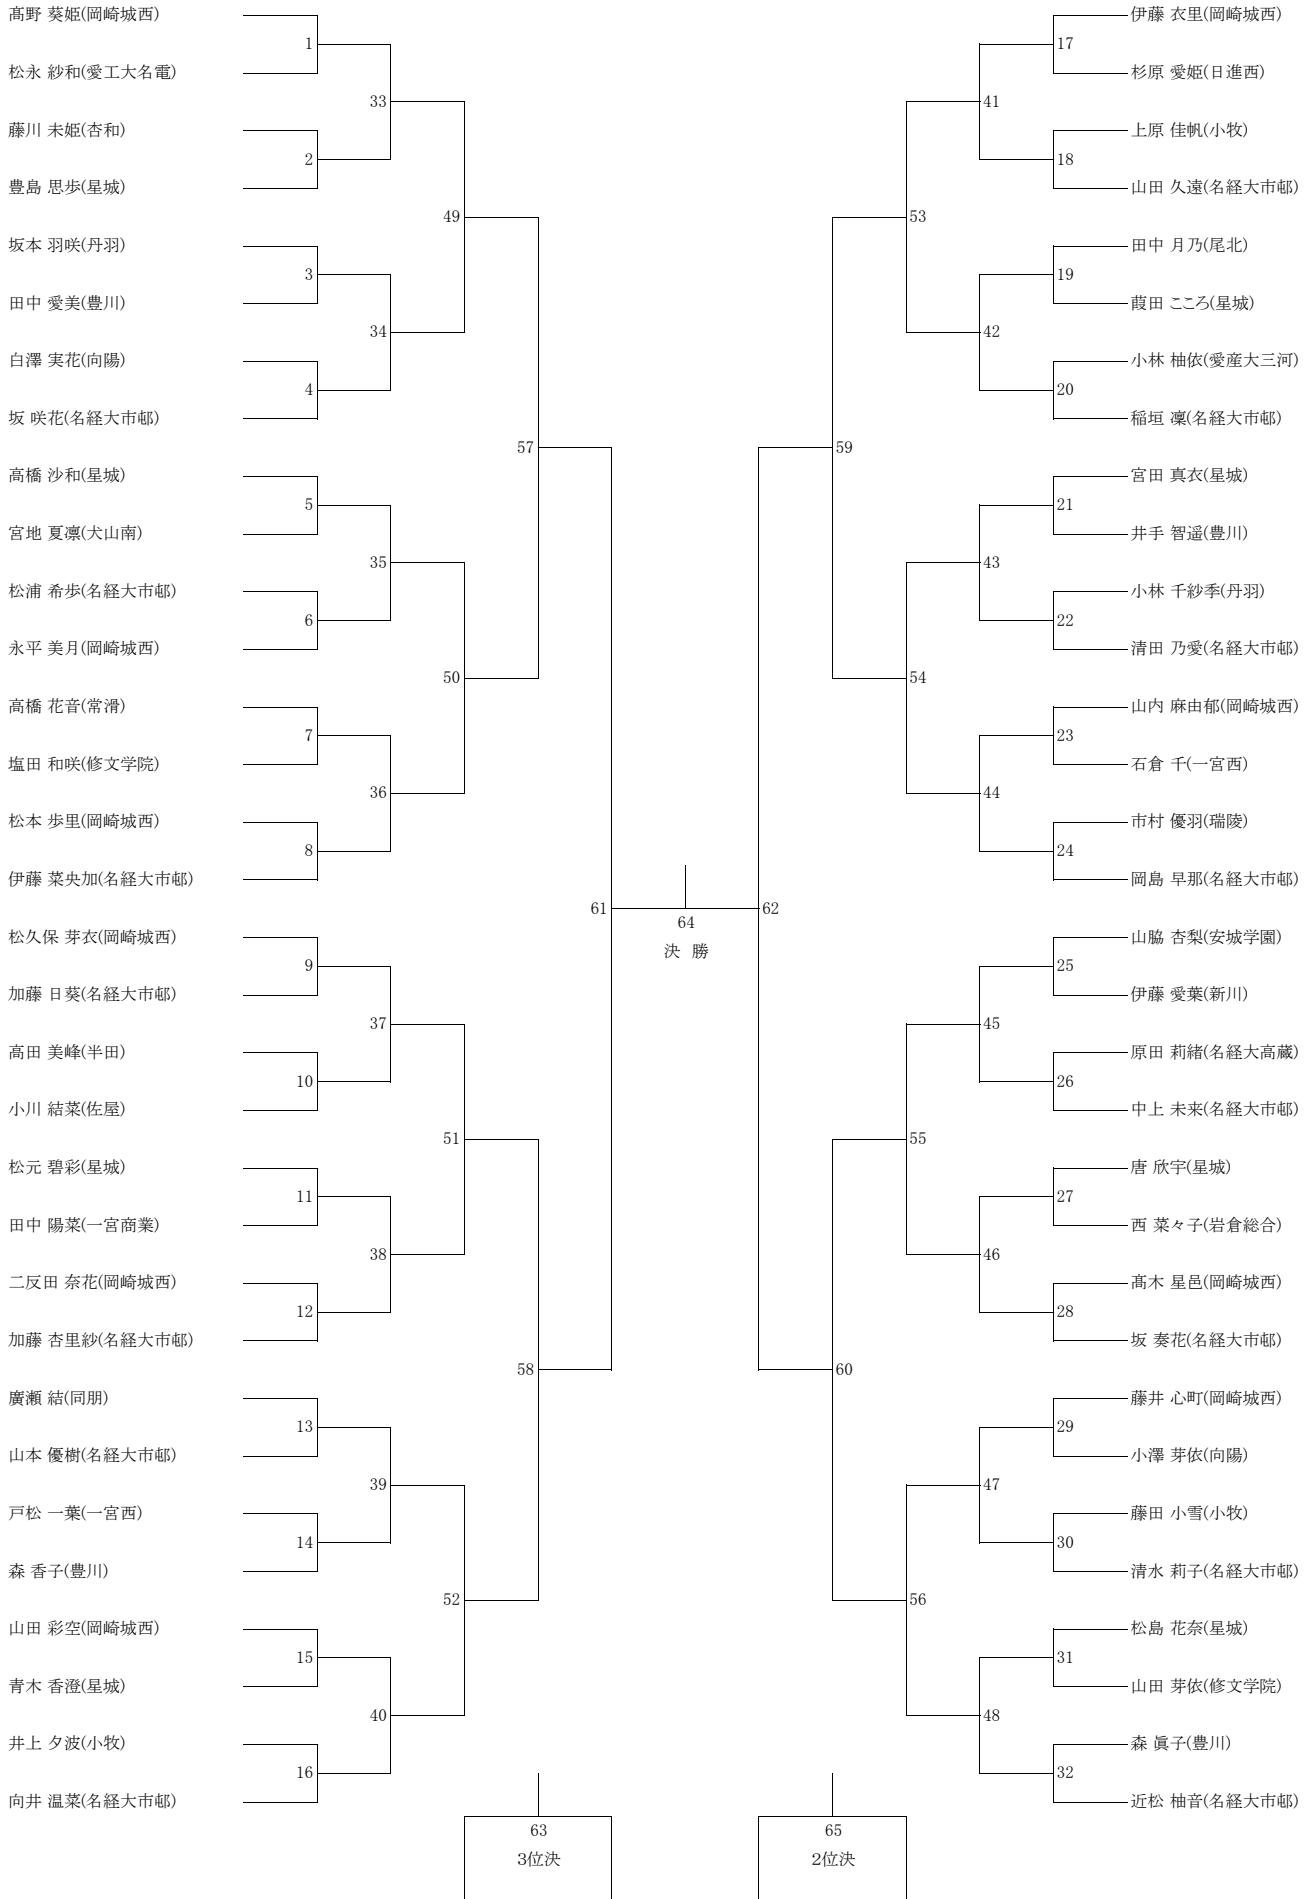 髙野 葵姫(岡崎城西)
1
松永 紗和(愛工大名電)
33
藤川 未姫(杏和)
2
豊島 思歩(星城)
49
坂本 羽咲(丹羽)
3
田中 愛美(豊川)
34
白澤 実花(向陽)
4
坂 咲花(名経大市邨)
57
高橋 沙和(星城)
5
宮地 夏凛(犬山南)
35
松浦 希歩(名経大市邨)
6
永平 美月(岡崎城西)
50
高橋 花音(常滑)
7
塩田 和咲(修文学院)
36
松本 歩里(岡崎城西)
8
伊藤 菜央加(名経大市邨)
61
松久保 芽衣(岡崎城西)
9
加藤 日葵(名経大市邨)
37
高田 美峰(半田)
10
小川 結菜(佐屋)
51
松元 碧彩(星城)
11
田中 陽菜(一宮商業)
38
二反田 奈花(岡崎城西)
12
加藤 杏里紗(名経大市邨)
58
廣瀬 結(同朋)
13
山本 優樹(名経大市邨)
39
戸松 一葉(一宮西)
14
森 香子(豊川)
52
山田 彩空(岡崎城西)
15
青木 香澄(星城)
40
井上 夕波(小牧)
16
向井 温菜(名経大市邨)
64
決 勝
63
3位決
伊藤 衣里(岡崎城西)
17
杉原 愛姫(日進西)
41
上原 佳帆(小牧)
18
山田 久遠(名経大市邨)
53
田中 月乃(尾北)
19
葭田 こころ(星城)
42
小林 柚依(愛産大三河)
20
稲垣 凜(名経大市邨)
59
宮田 真衣(星城)
21
井手 智遥(豊川)
43
小林 千紗季(丹羽)
22
清田 乃愛(名経大市邨)
54
山内 麻由郁(岡崎城西)
23
石倉 千(一宮西)
44
市村 優羽(瑞陵)
24
岡島 早那(名経大市邨)
62
山脇 杏梨(安城学園)
25
伊藤 愛葉(新川)
45
原田 莉緒(名経大高蔵)
26
中上 未来(名経大市邨)
55
唐 欣宇(星城)
27
西 菜々子(岩倉総合)
46
髙木 星邑(岡崎城西)
28
坂 奏花(名経大市邨)
60
藤井 心町(岡崎城西)
29
小澤 芽依(向陽)
47
藤田 小雪(小牧)
30
清水 莉子(名経大市邨)
56
松島 花奈(星城)
31
山田 芽依(修文学院)
48
森 眞子(豊川)
32
近松 柚音(名経大市邨)
65
2位決